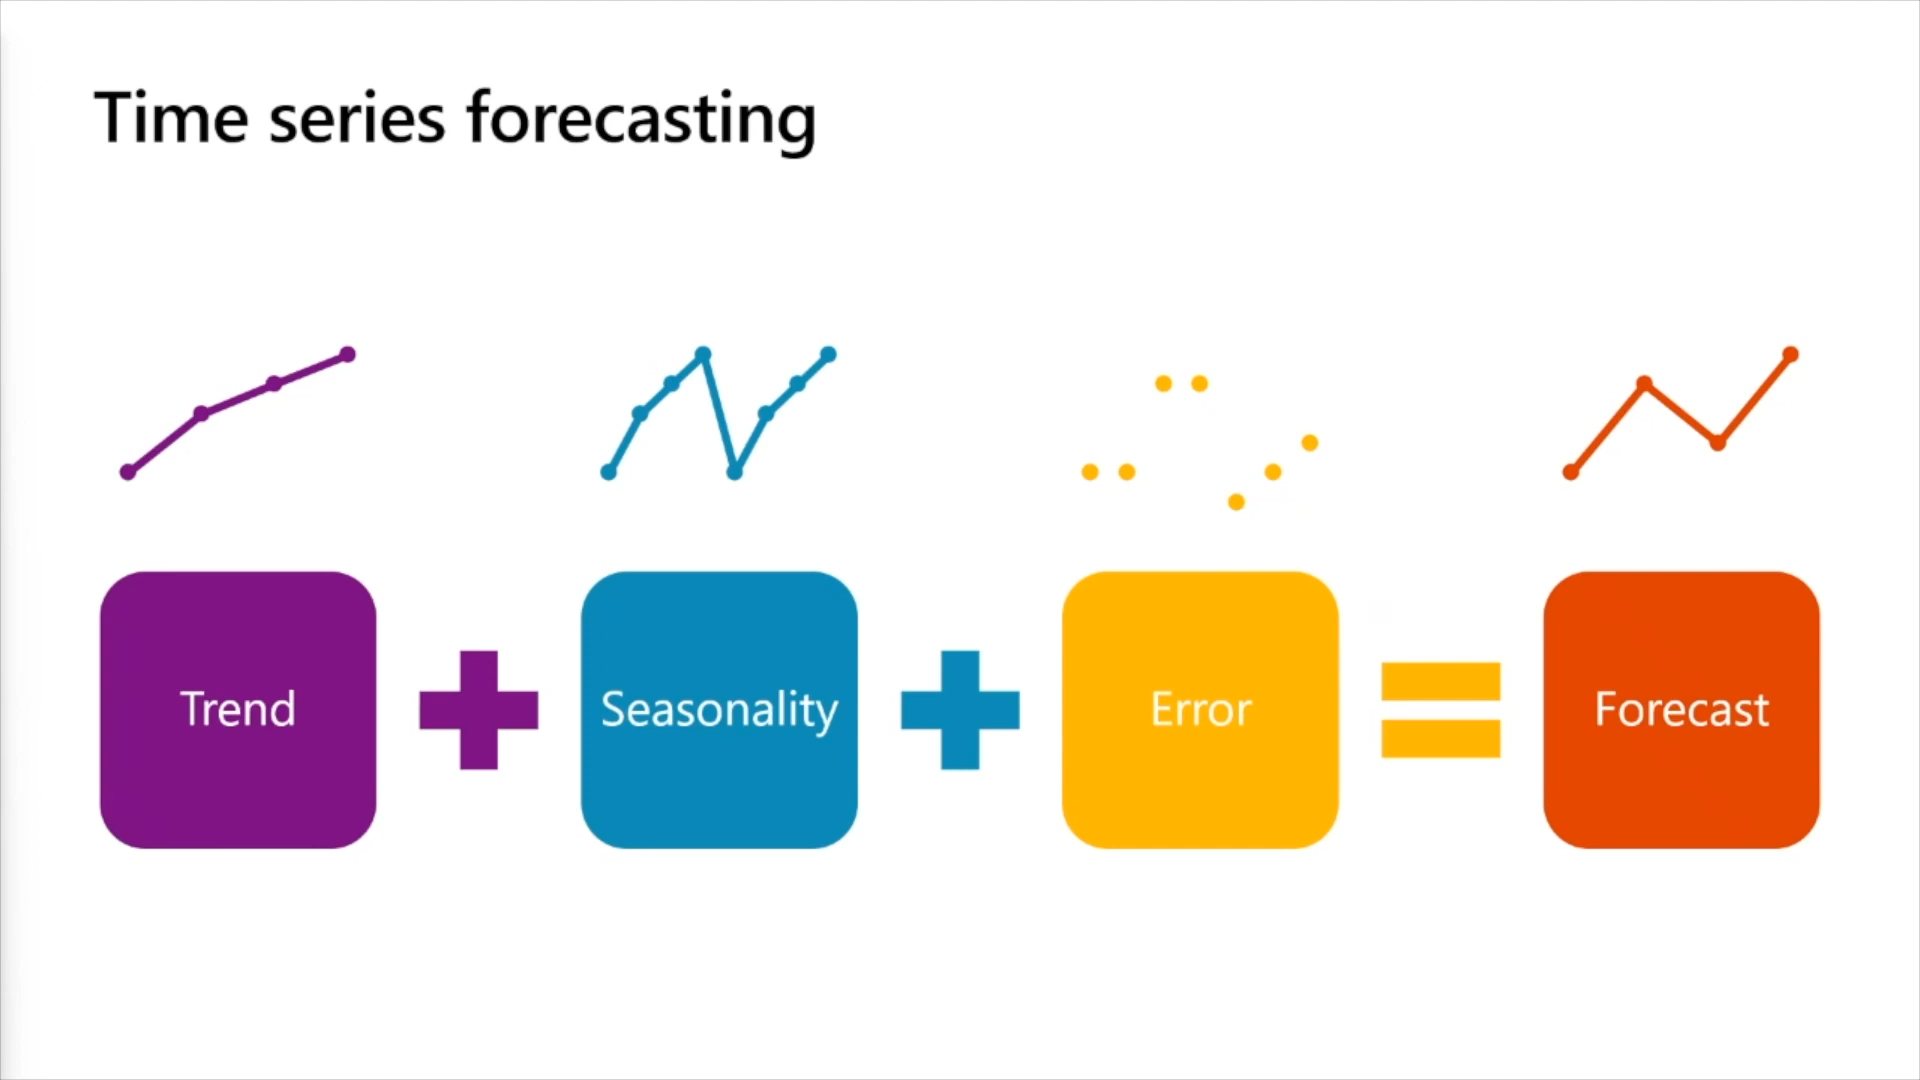 Time series forecasting
Trend
Seasonality
Error
Forecast